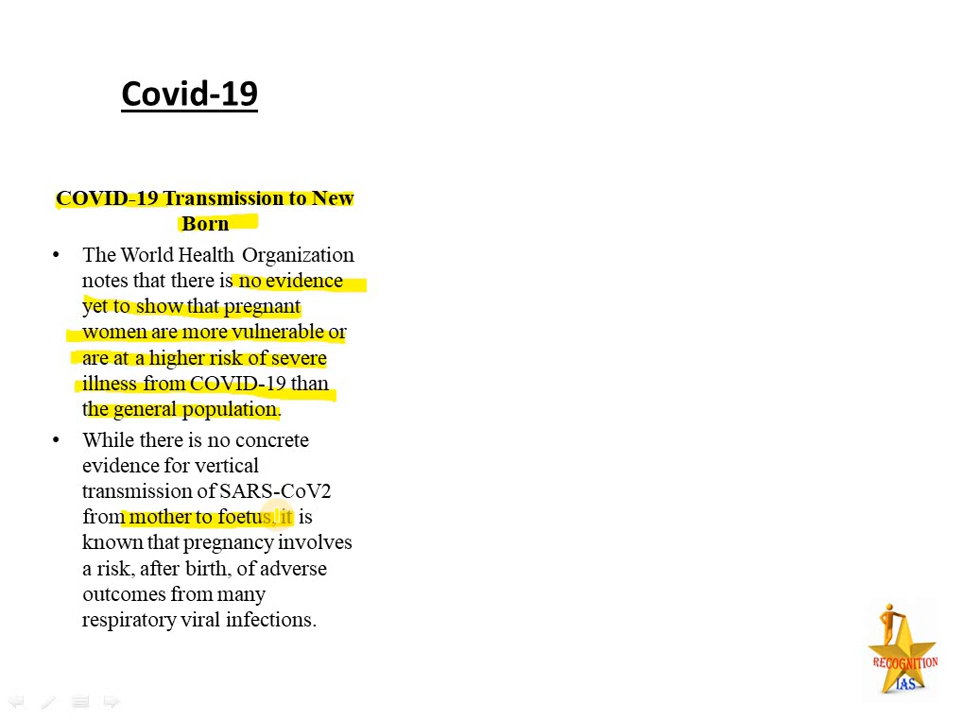 Covid-19
COVID-19 Transmission to New
Born
• The World Health Organization
notes that there is no evidence
yet to show that pregnant
women are more vulnerable or
are at a higher risk of severe
illness from COVID-19 than
the general population.
• While there is no concrete
evidence for vertical
transmission of SARS-CoV2
from mother to foetus, it is
known that pregnancy involves
a risk, after birth, of adverse
outcomes from many
respiratory viral infections.
RECOGNITION
IAS